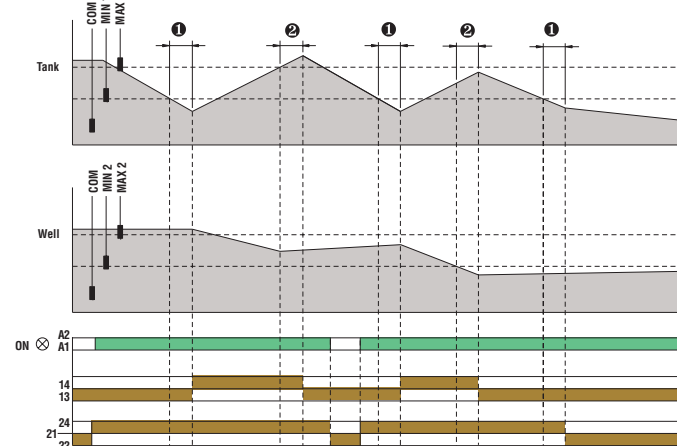 COM
MIN
MAX
❶
❷
❶
❷
❶
Tank
COM
MIN 2
MAX 2
Well
ON
A2
A1
14
13
24
21
22